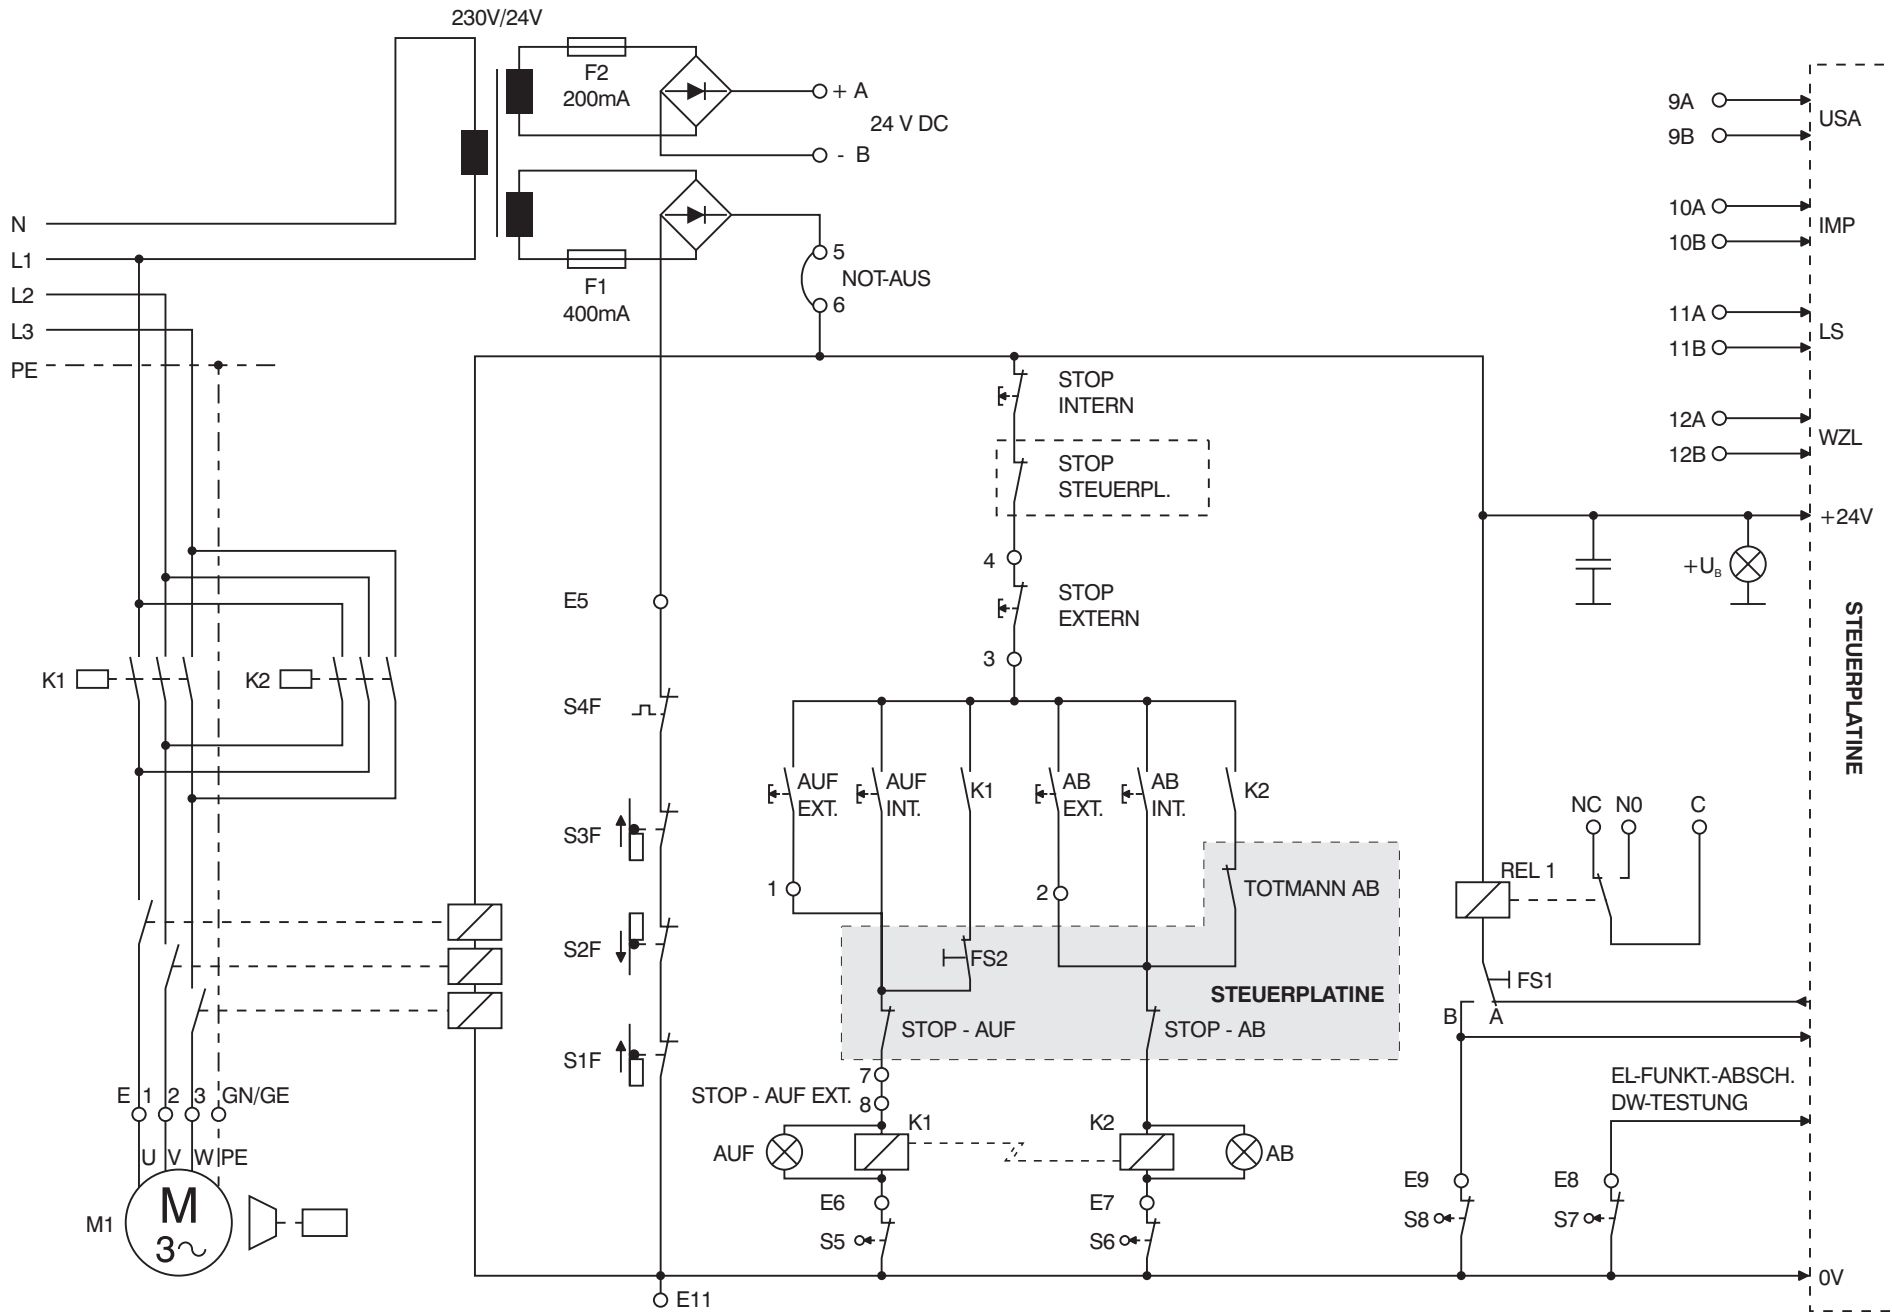 230V/24V
F2
200mA
+ A
24 V DC
- B
9A
USA
9B
N
10A
IMP
10B
L1
5
NOT-AUS
F1
400mA
6
L2
L3
11A
LS
11B
PE
STOP
INTERN
12A
WZL
12B
STOP
STEUERPL.
+24V
4
+UB
E5
STOP
EXTERN
STEUERPLATINE
3
K1
K2
S4F
AUF
EXT.
AUF
INT.
K1
AB
EXT.
AB
INT.
K2
NC
N0
C
S3F
REL 1
1
2
TOTMANN AB
S2F
FS2
FS1
STEUERPLATINE
B
A
STOP - AUF
STOP - AB
S1F
7
EL-FUNKT.-ABSCH.
DW-TESTUNG
E
1
2
3
GN/GE
STOP - AUF EXT.
8
K1
K2
U
V
W
PE
AUF
AB
M
3~
M1
E6
E7
E9
E8
S5
S6
S8
S7
0V
E11